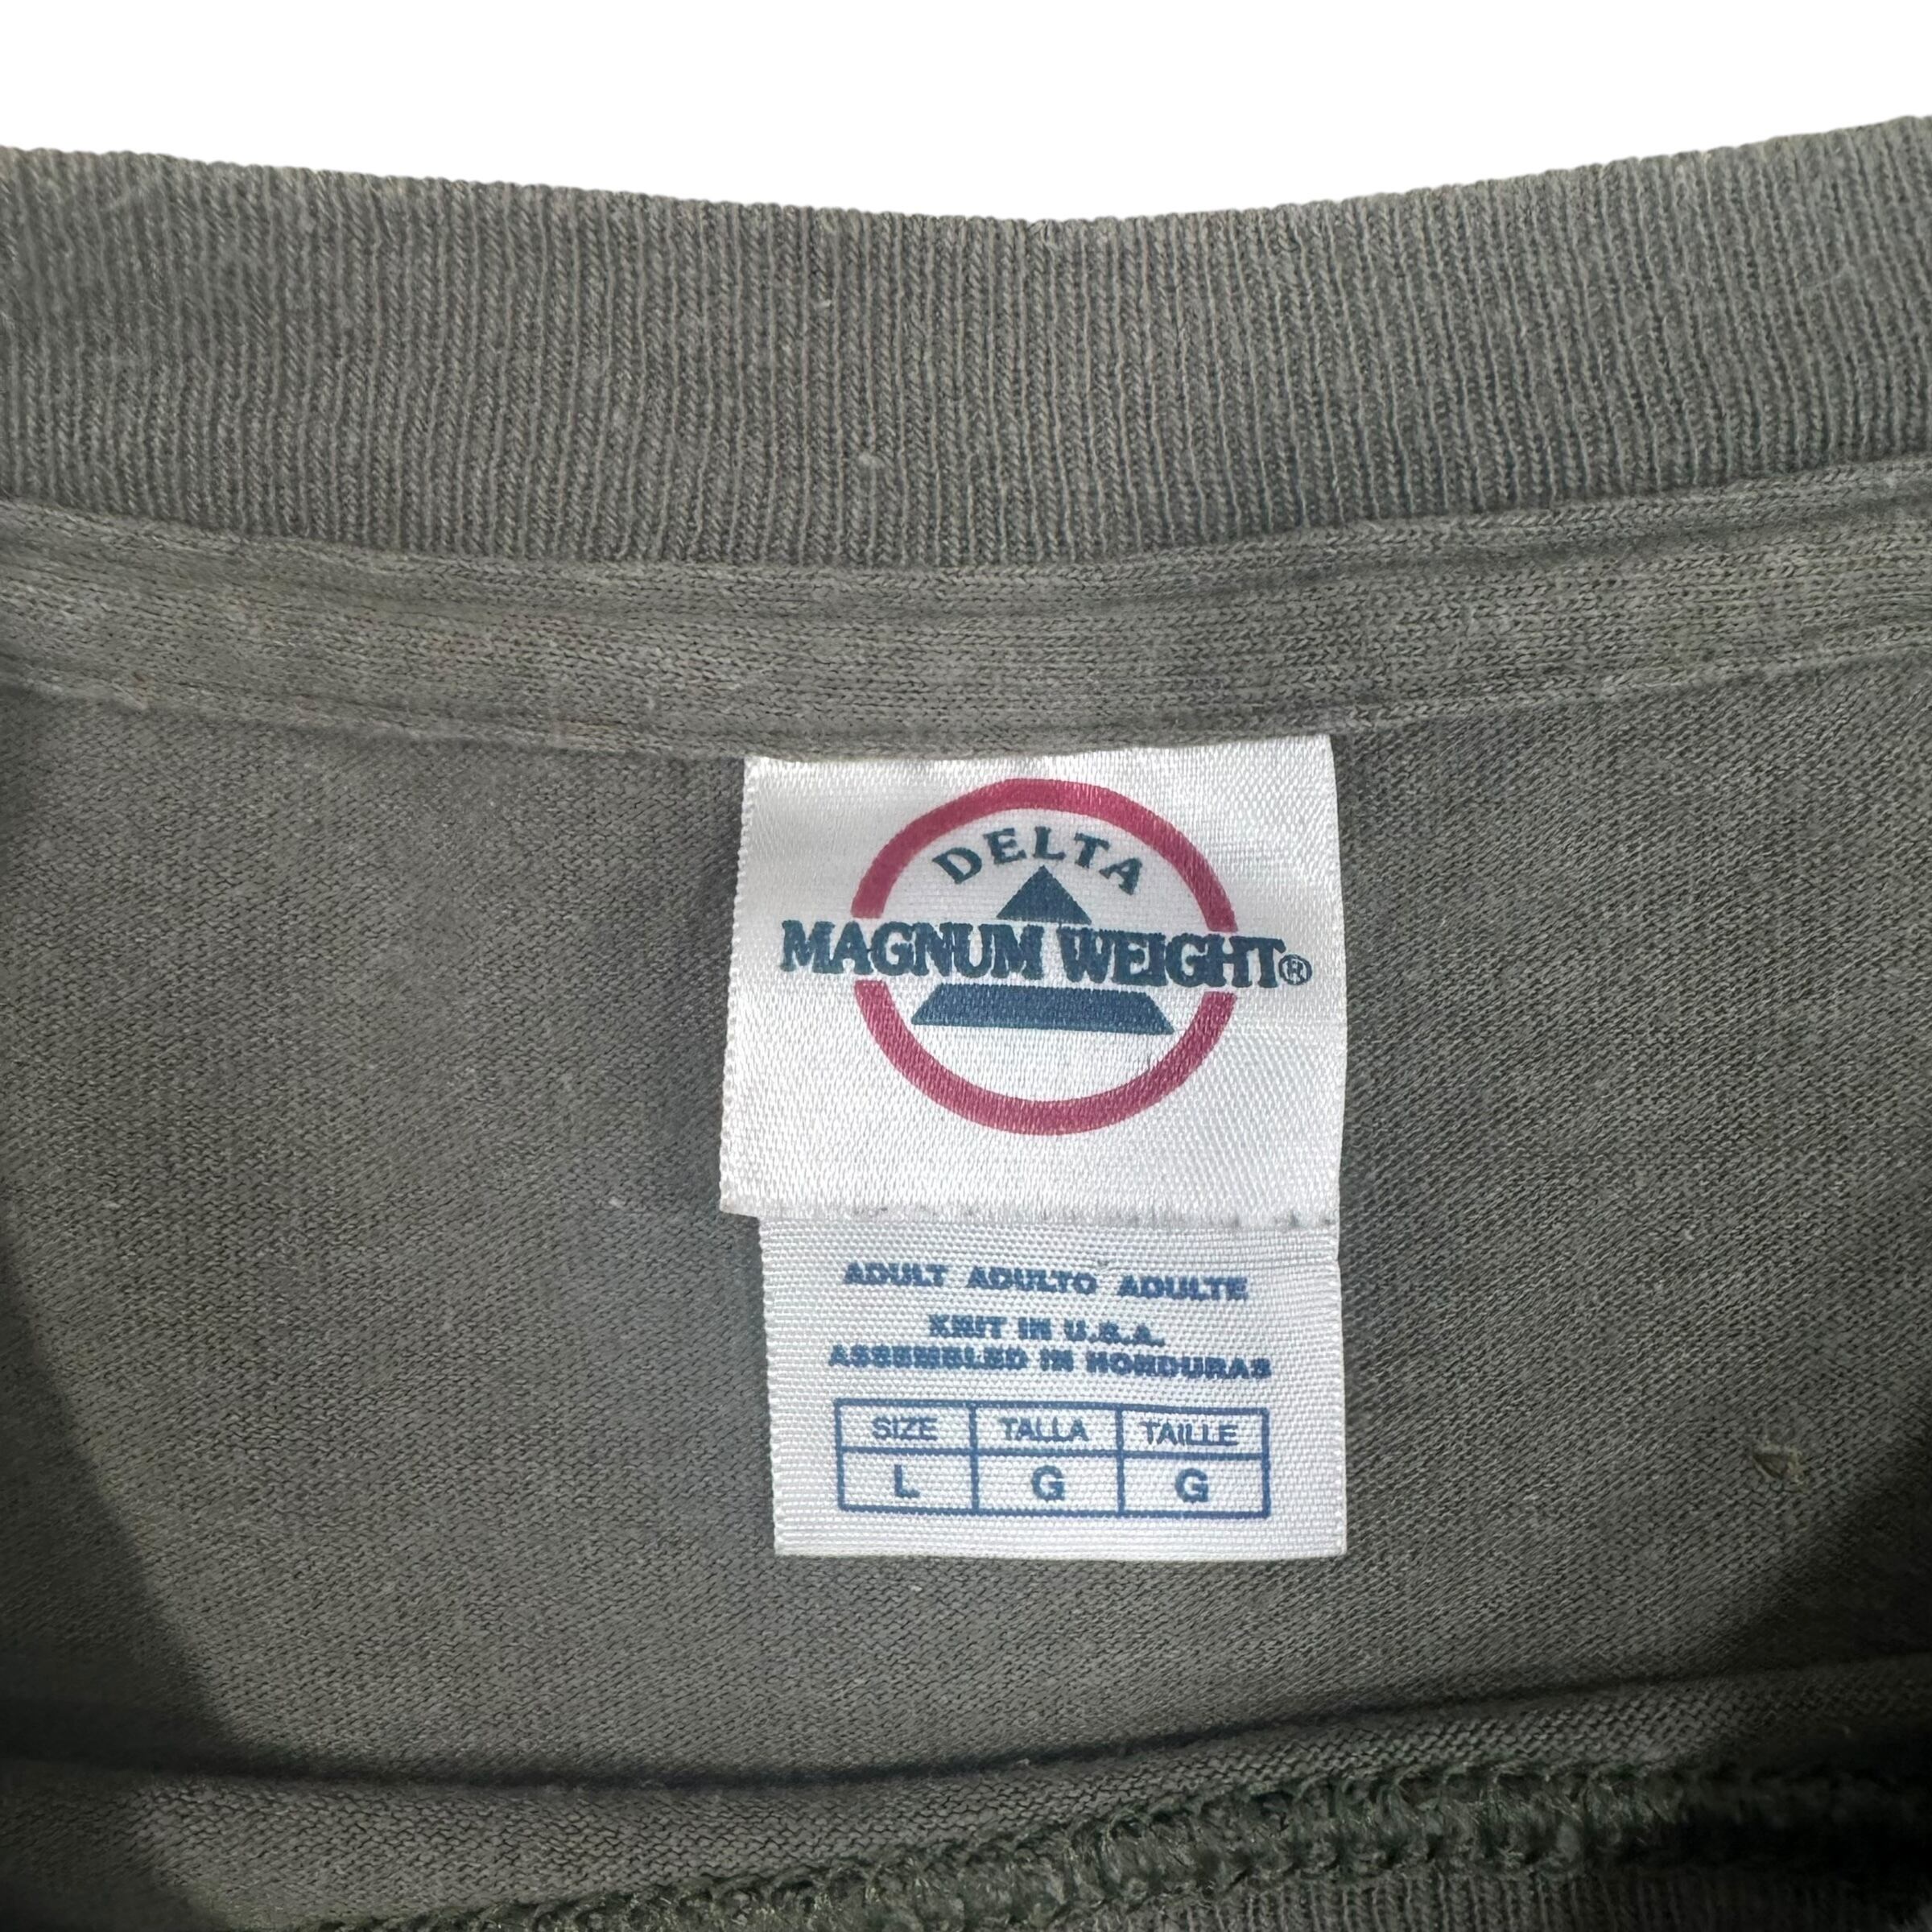 DELTA
MAGNUM WEIGHT®
ADULT ADULTO ADULTE
KNIT IN U.S.A.
ASSEMBLED IN HONDURAS
SIZE TALLA TAILLE
L G G